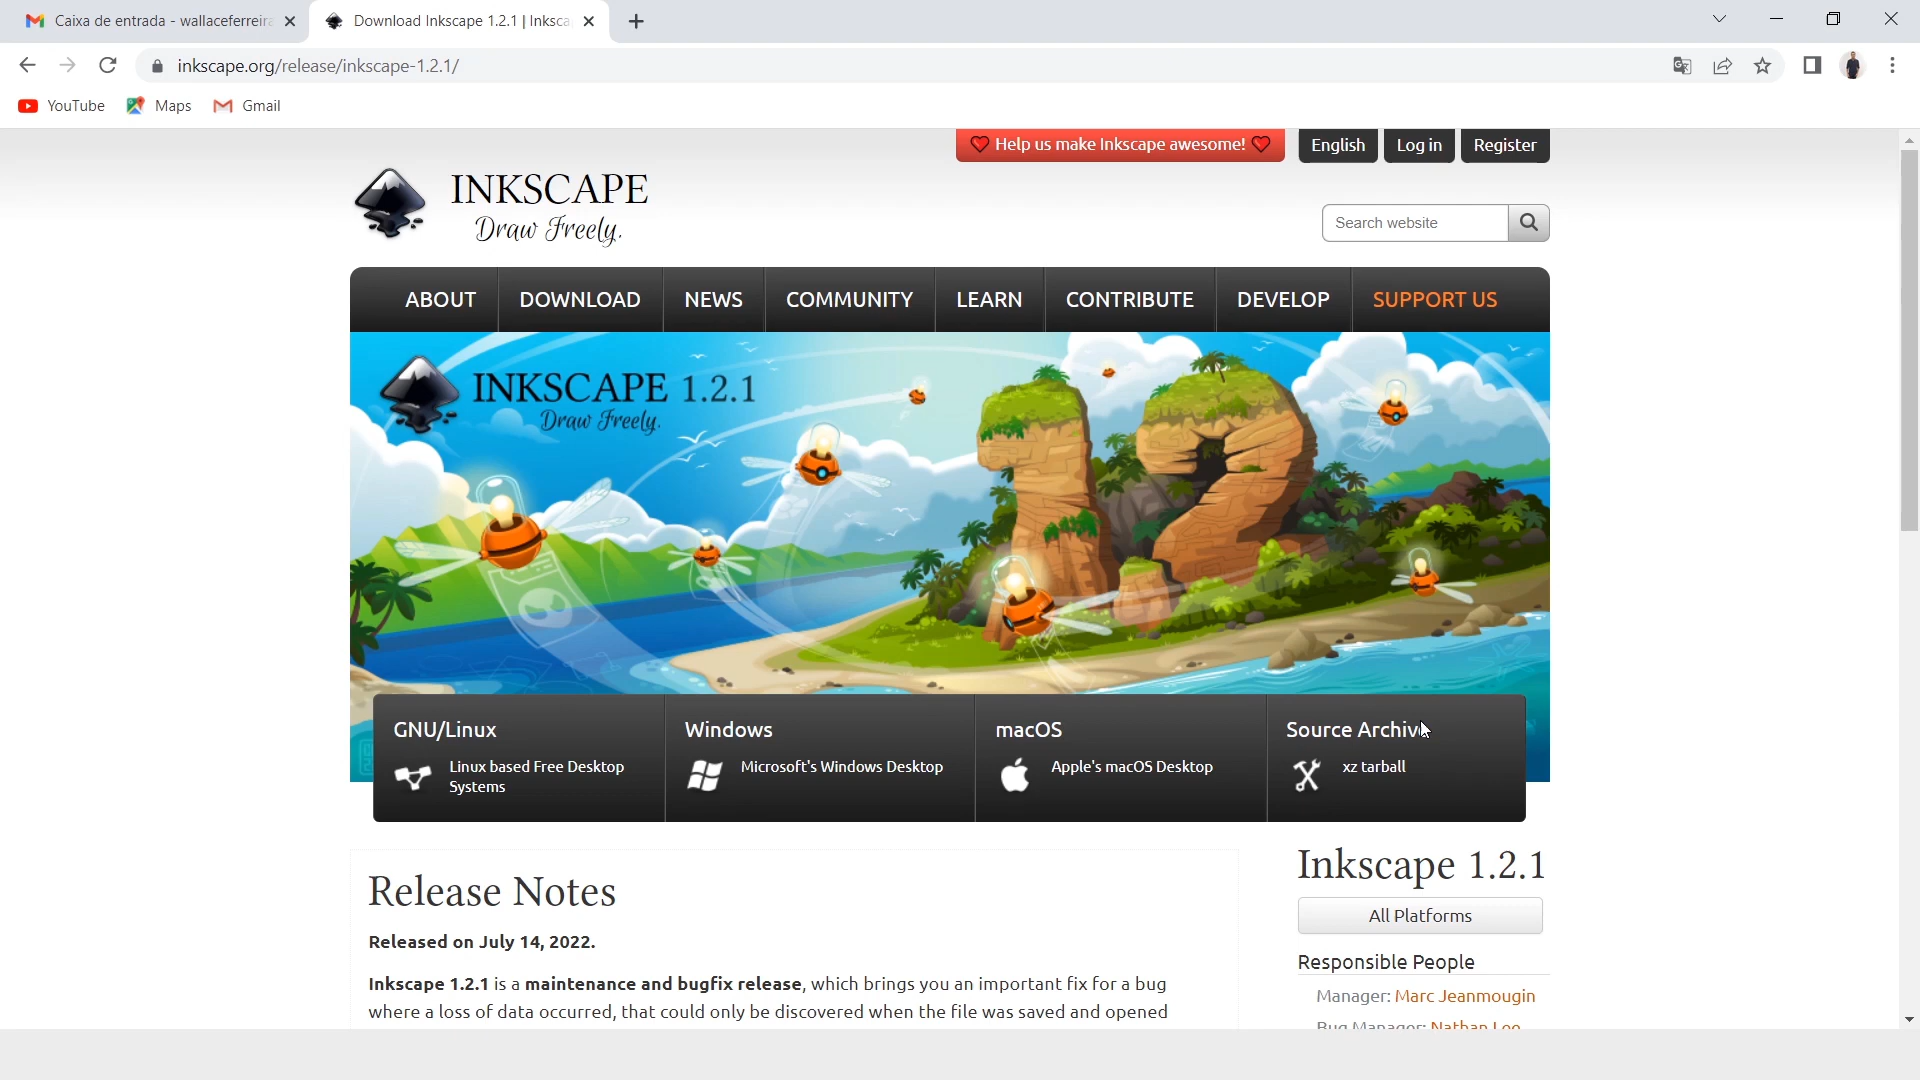 Caixa de entrada - wallaceferreira
Download Inkscape 1.2.1 | Inksca
inkscape.org/release/inkscape-1.2.1/
YouTube
Maps
Gmail
Help us make Inkscape awesome!
English
Log in
Register
INKSCAPE
Draw Freely.
Search website
ABOUT
DOWNLOAD
NEWS
COMMUNITY
LEARN
CONTRIBUTE
DEVELOP
SUPPORT US
INKSCAPE 1.2.1
Draw Freely.
GNU/Linux
Linux based Free Desktop
Systems
Windows
Microsoft's Windows Desktop
macOS
Apple's macOS Desktop
Source Archive
xz tarball
Release Notes
Released on July 14, 2022.
Inkscape 1.2.1 is a maintenance and bugfix release, which brings you an important fix for a bug
where a loss of data occurred, that could only be discovered when the file was saved and opened
Inkscape 1.2.1
All Platforms
Responsible People
Manager: Marc Jeanmougin
Bug Manager: Nathan Lee